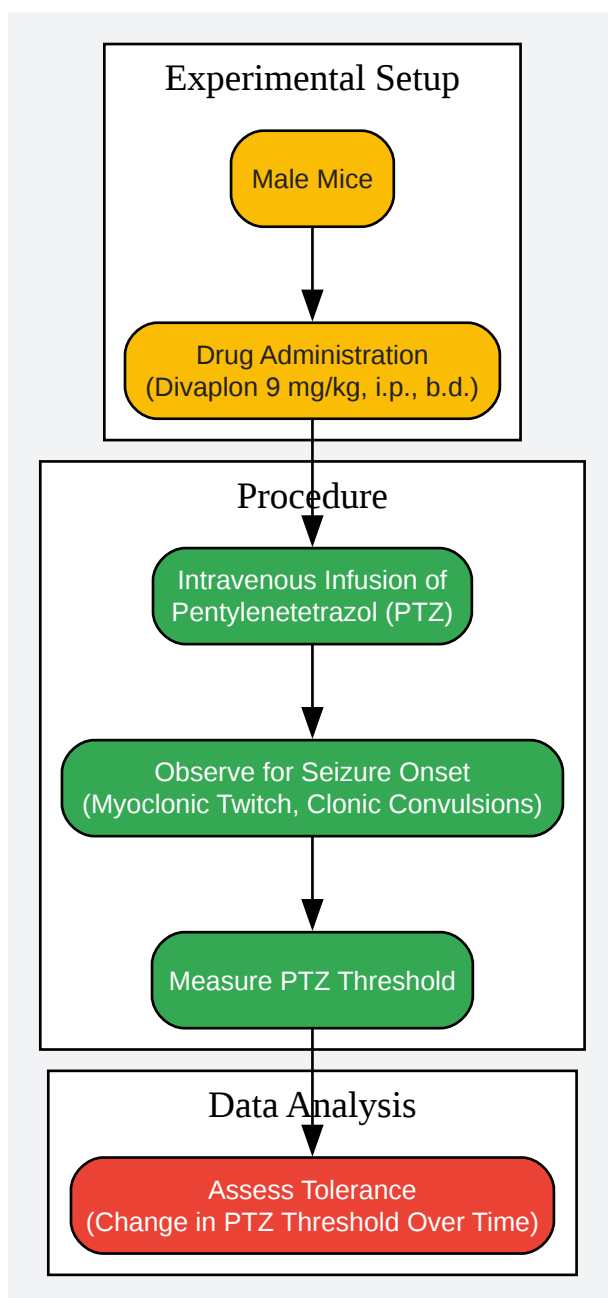 Experimental Setup
Male Mice
Drug Administration
(Divaplon 9 mg/kg, i.p., b.d.)
Procedure
Intravenous Infusion of
Pentylenetetrazol (PTZ)
Observe for Seizure Onset
(Myoclonic Twitch, Clonic Convulsions)
Measure PTZ Threshold
Data Analysis
Assess Tolerance
(Change in PTZ Threshold Over Time)